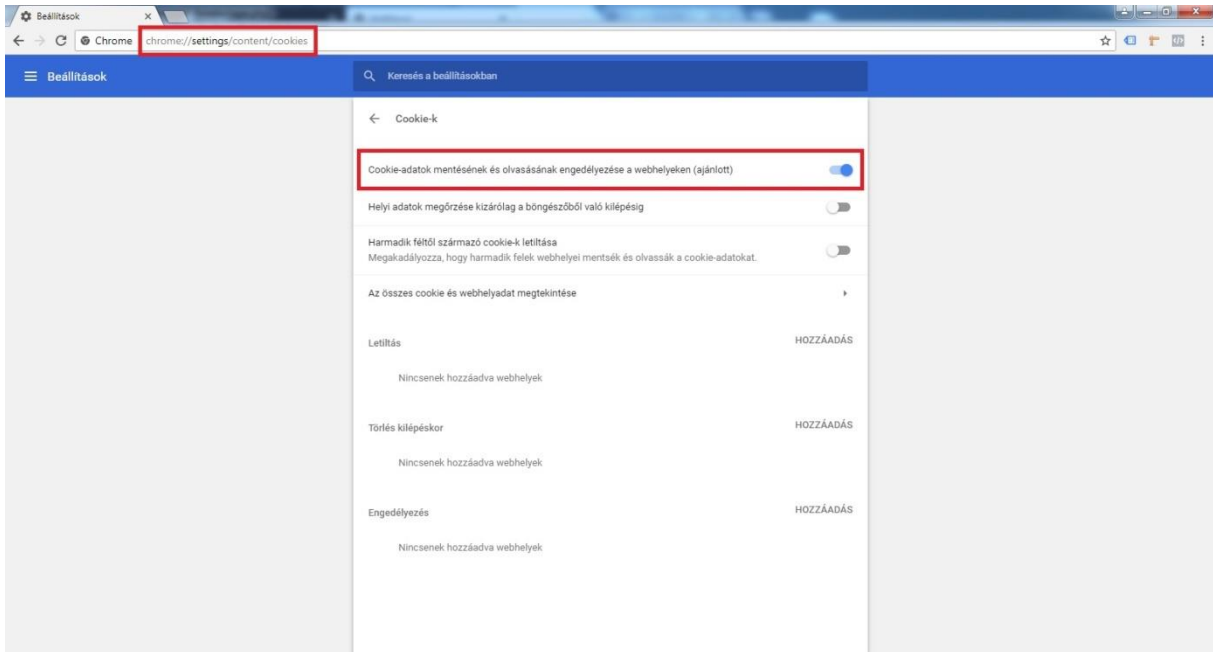 Beállítások
Chrome chrome://settings/content/cookies
Beállítások
Keresés a beállításokban
Cookie-k
Cookie-adatok mentésének és olvasásának engedélyezése a webhelyeken (ajánlott)
Helyi adatok megőrzése kizárólag a böngészőből való kilépésig
Harmadik féltől származó cookie-k letiltása
Megakadályozza, hogy harmadik felek webhelyei mentsék és olvassák a cookie-adatokat.
Az összes cookie és webhelyadat megtekintése
Letiltás HOZZÁADÁS
Nincsenek hozzáadva webhelyek
Törlés kilépéskor HOZZÁADÁS
Nincsenek hozzáadva webhelyek
Engedélyezés HOZZÁADÁS
Nincsenek hozzáadva webhelyek